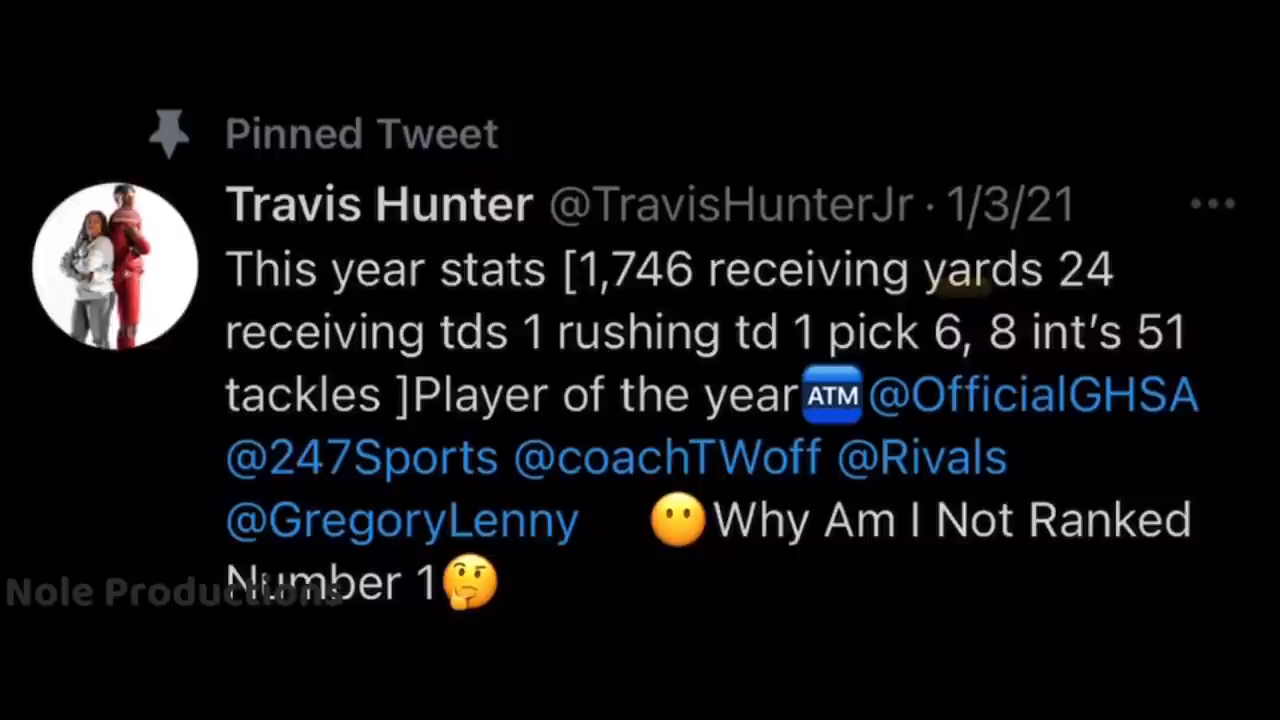 Pinned Tweet
Travis Hunter @TravisHunterJr · 1/3/21
This year stats [1,746 receiving yards 24
receiving tds 1 rushing td 1 pick 6, 8 int’s 51
tackles ]Player of the year🏧@OfficialGHSA
@247Sports @coachTWoff @Rivals
@GregoryLenny 😶Why Am I Not Ranked
Number 1🤔
Nole Productions